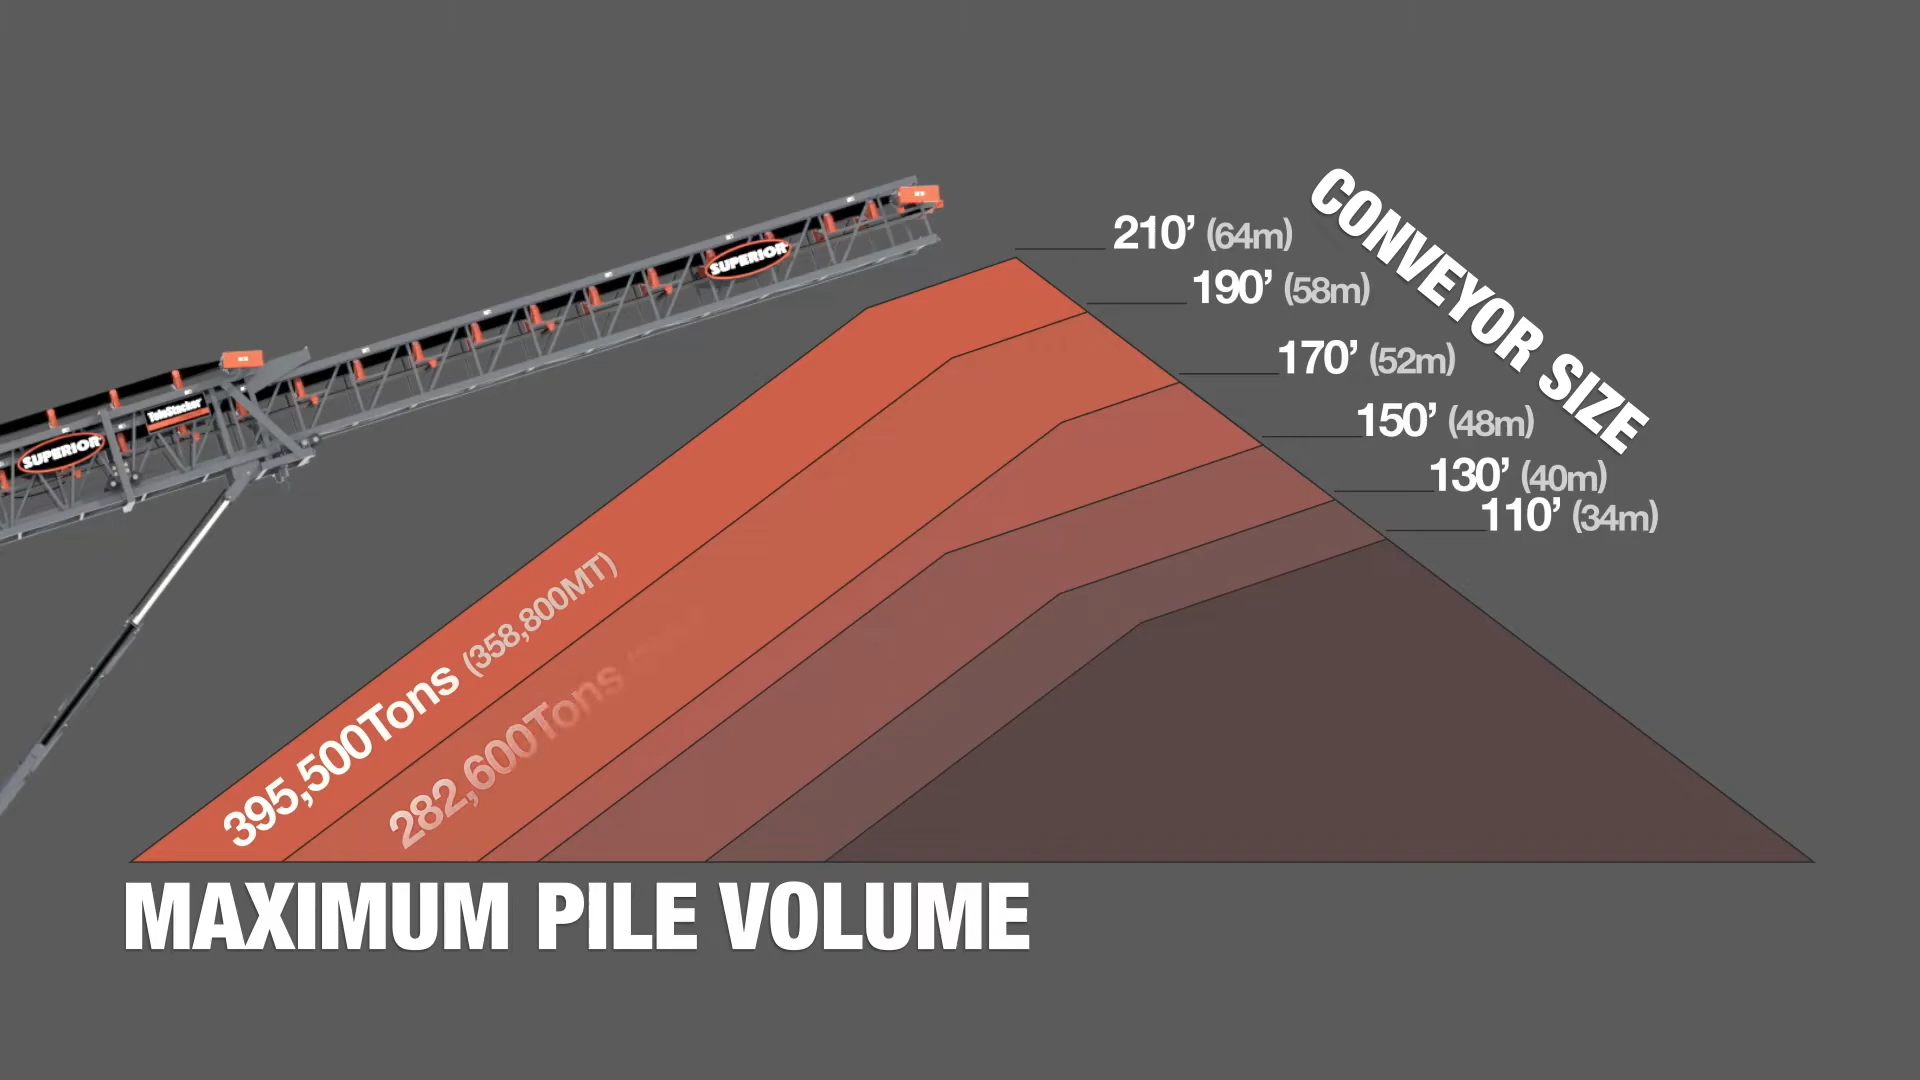 CONVEYOR SIZE
210’ (64m)
190’ (58m)
170’ (52m)
150’ (48m)
130’ (40m)
110’ (34m)
SUPERIOR
TeleStacker
SUPERIOR
395,500Tons (358,800MT)
282,600Tons
MAXIMUM PILE VOLUME